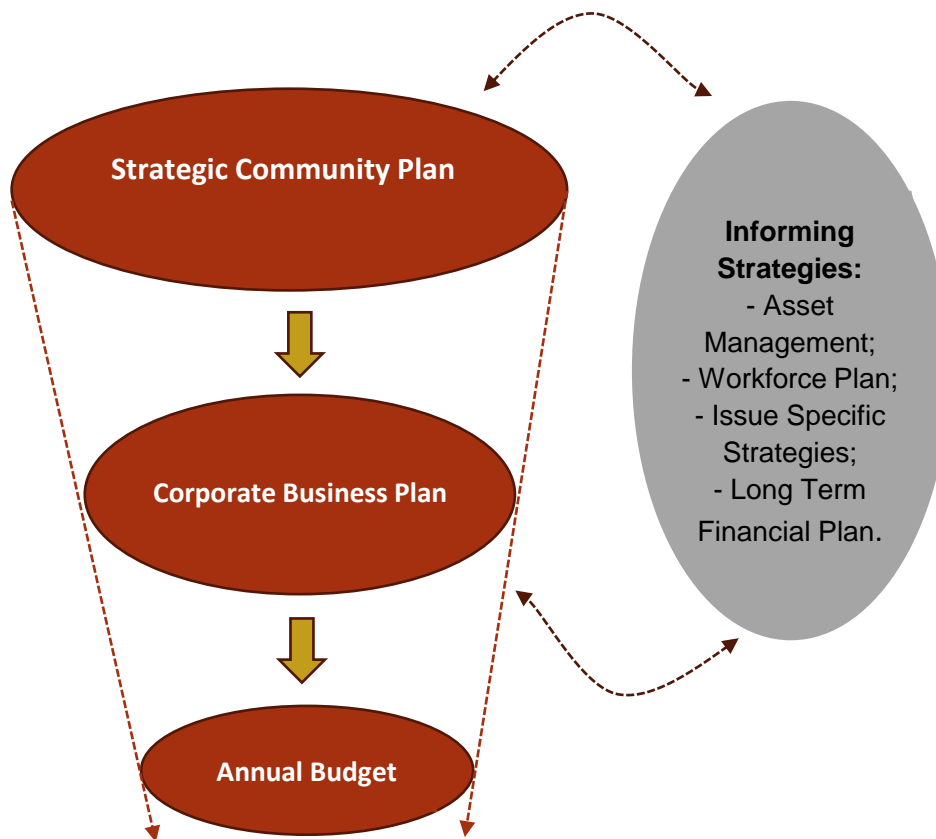 Strategic Community Plan
Informing
Strategies:
- Asset
Management;
- Workforce Plan;
- Issue Specific
Strategies;
- Long Term
Financial Plan.
Corporate Business Plan
Annual Budget